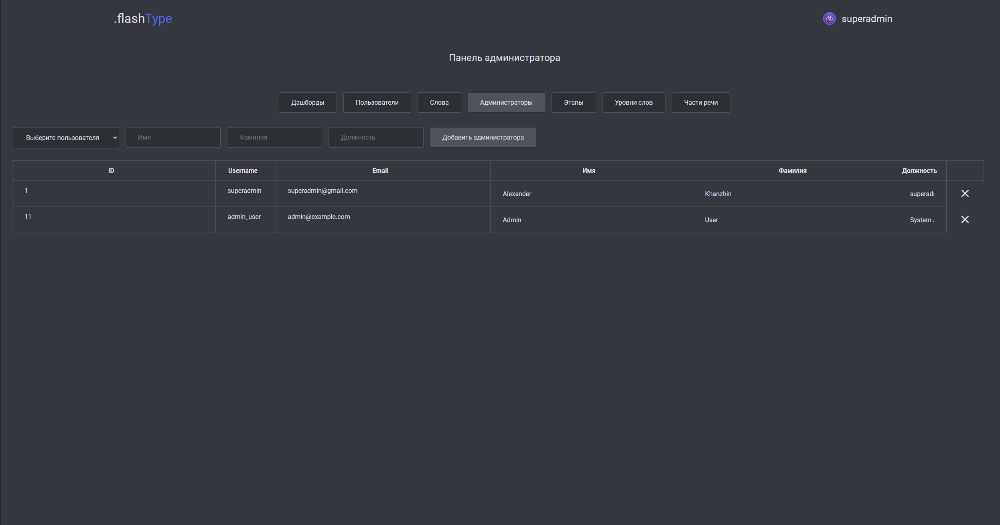 .flashType superadmin
Панель администратора
Дашборды Пользователи Слова Администраторы Этапы Уровни слов Части речи
Выберите пользователя Имя Фамилия Должность Добавить администратора
ID Username Email Имя Фамилия Должность
1 superadmin superadmin@gmail.com Alexander Khanzhin
11 admin_user admin@example.com Admin User System